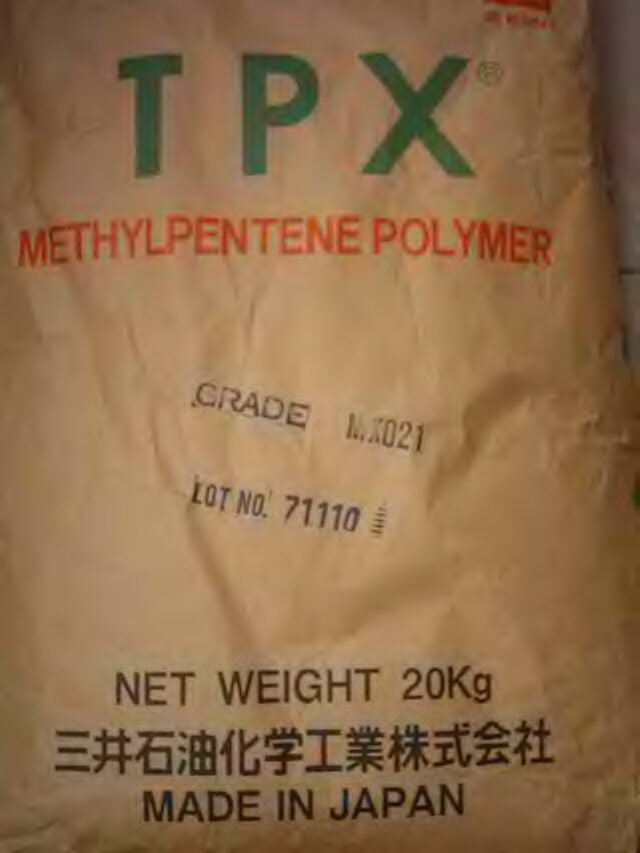 TPX®
METHYLPENTENE POLYMER
GRADE MX021
LOT NO. 71110
NET WEIGHT 20Kg
三井石油化学工業株式会社
MADE IN JAPAN